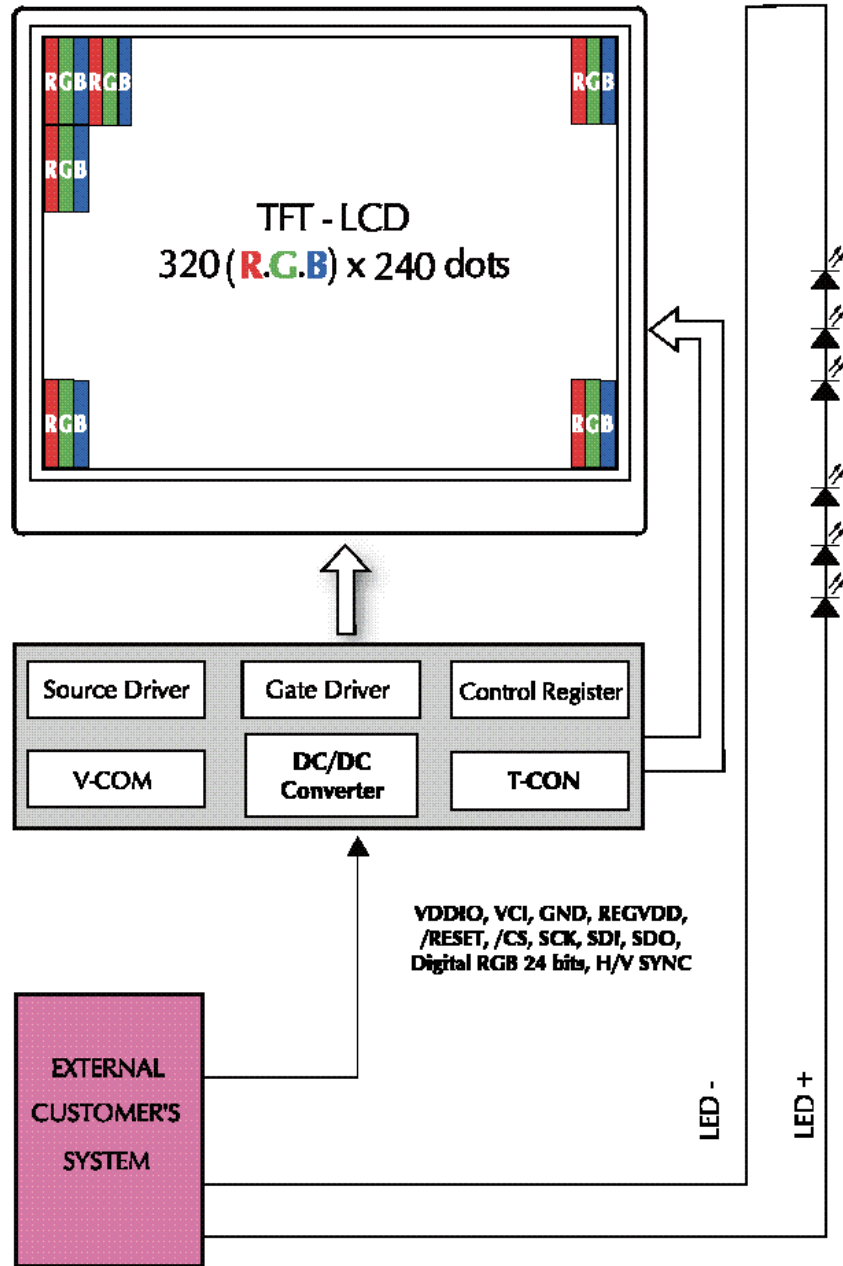 RGBRGB
RGB
RGB
TFT - LCD
320 (R.G.B) x 240 dots
RGB
RGB
Source Driver
Gate Driver
Control Register
V-COM
DC/DC
Converter
T-CON
VDDIO, VCI, GND, REGVDD,
/RESET, /CS, SCK, SDI, SDO,
Digital RGB 24 bits, H/V SYNC
EXTERNAL
CUSTOMER'S
SYSTEM
LED -
LED +